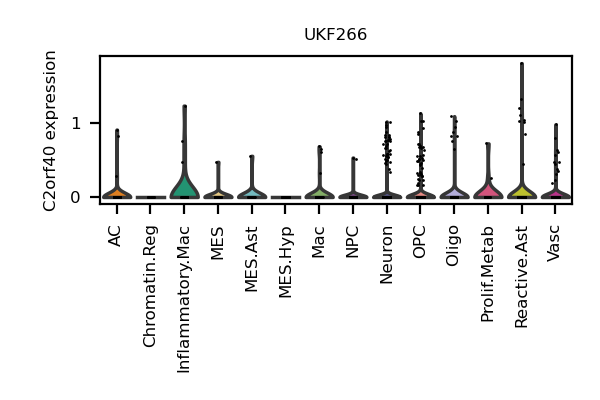 UKF266
C2orf40 expression
1
0
AC
Chromatin.Reg
Inflammatory.Mac
MES
MES.Ast
MES.Hyp
Mac
NPC
Neuron
OPC
Oligo
Prolif.Metab
Reactive.Ast
Vasc